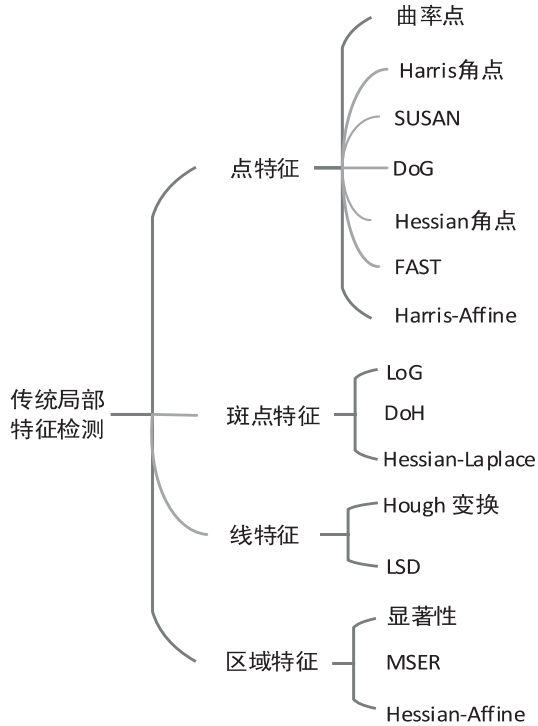 传统局部
特征检测
点特征
曲率点
Harris角点
SUSAN
DoG
Hessian角点
FAST
Harris-Affine
斑点特征
LoG
DoH
Hessian-Laplace
线特征
Hough 变换
LSD
区域特征
显著性
MSER
Hessian-Affine